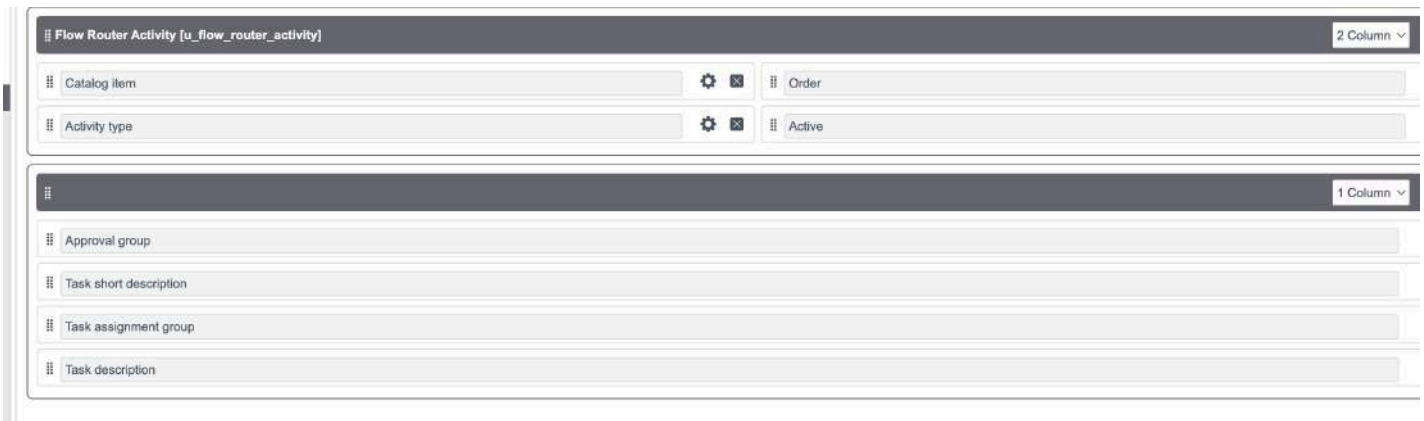 Flow Router Activity [u_flow_router_activity] 2 Column
Catalog item Order
Activity type Active
1 Column
Approval group
Task short description
Task assignment group
Task description